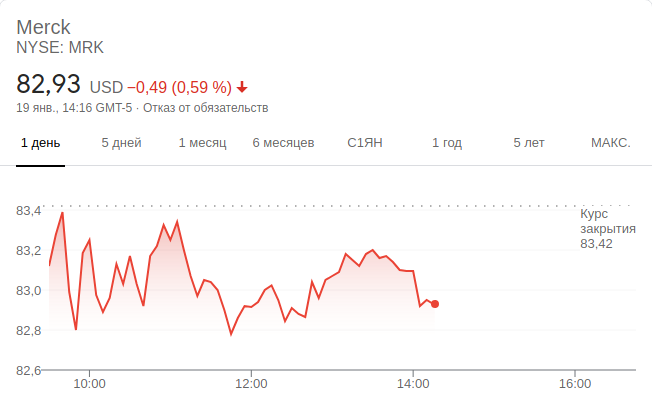 Merck
NYSE: MRK
82,93 USD −0,49 (0,59 %)
19 янв., 14:16 GMT-5 · Отказ от обязательств
1 день 5 дней 1 месяц 6 месяцев С1ЯН 1 год 5 лет МАКС.
83,4
Курс
закрытия
83,42
83,2
83,0
82,8
82,6
10:00 12:00 14:00 16:00